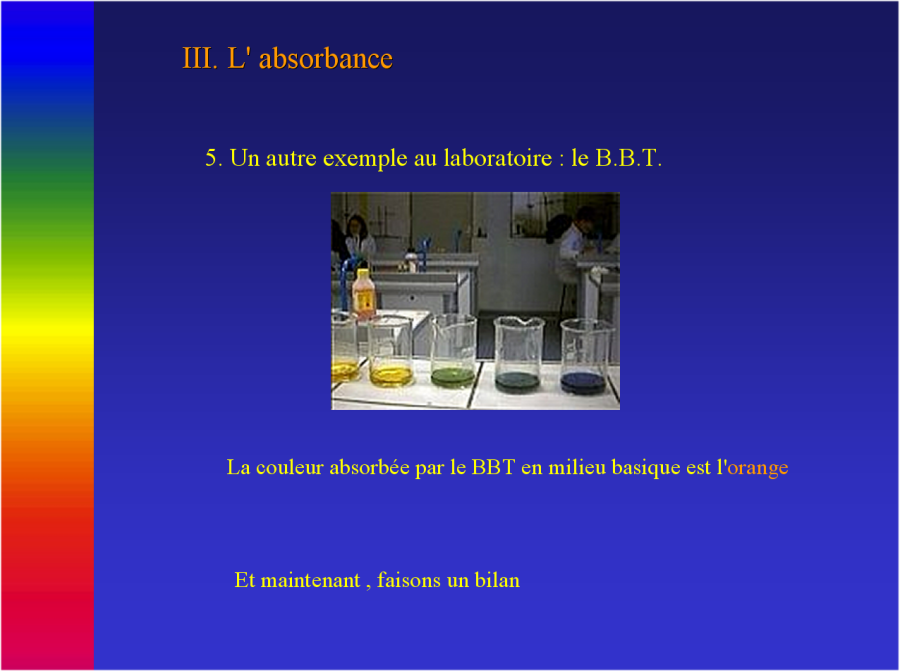 III. L' absorbance
5. Un autre exemple au laboratoire : le B.B.T.
La couleur absorbée par le BBT en milieu basique est l'orange
Et maintenant , faisons un bilan